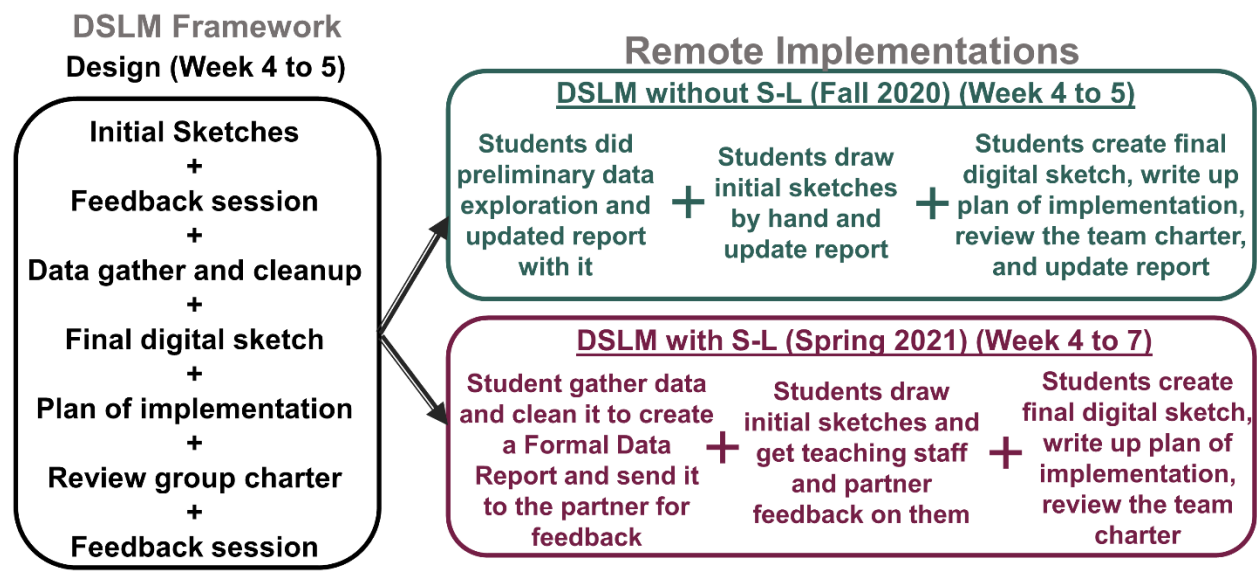 DSLM Framework
Design (Week 4 to 5)
Initial Sketches
+
Feedback session
+
Data gather and cleanup
+
Final digital sketch
+
Plan of implementation
+
Review group charter
+
Feedback session
Remote Implementations
DSLM without S-L (Fall 2020) (Week 4 to 5)
Students did
preliminary data
exploration and
updated report
with it
+
Students draw
initial sketches
by hand and
update report
+
Students create final
digital sketch, write up
plan of implementation,
review the team charter,
and update report
DSLM with S-L (Spring 2021) (Week 4 to 7)
Student gather data
and clean it to create
a Formal Data
Report and send it
to the partner for
feedback
+
Students draw
initial sketches and
get teaching staff
and partner
feedback on them
+
Students create
final digital sketch,
write up plan of
implementation,
review the team
charter